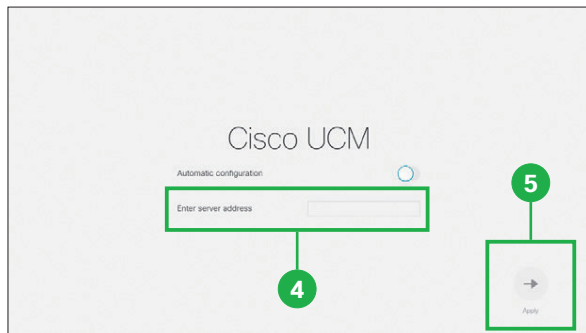 Cisco UCM
Automatic configuration
Enter server address
4
5
Apply